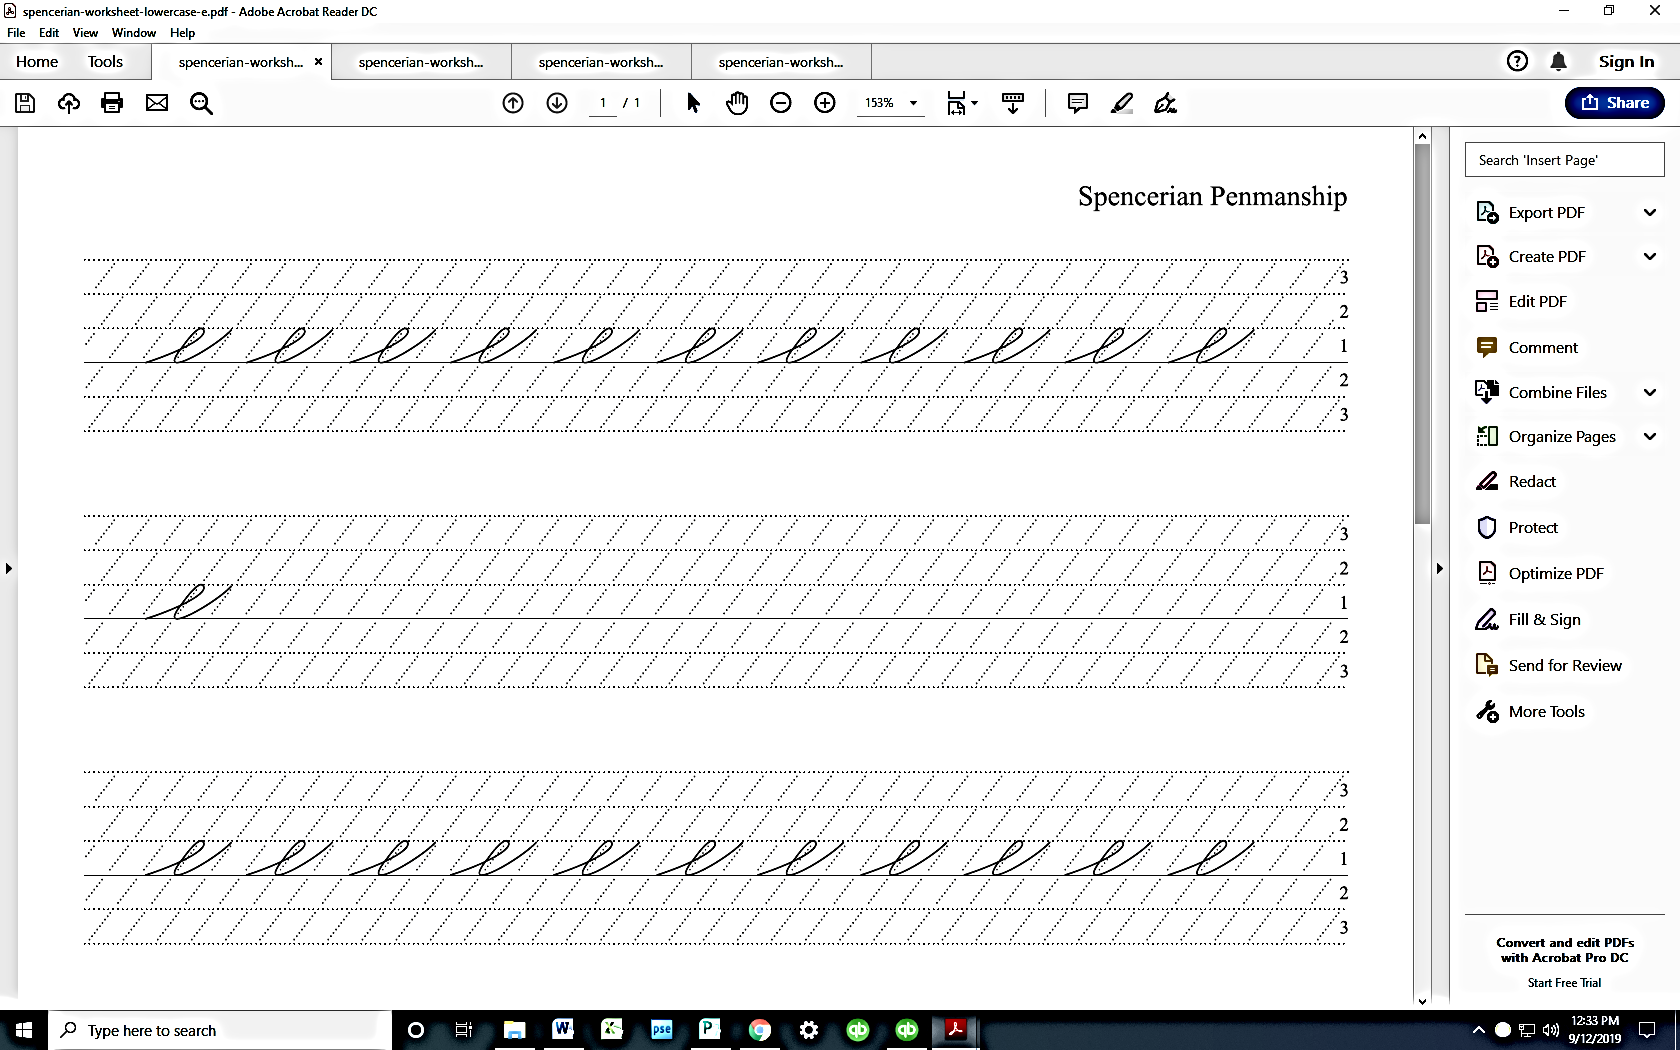 spencerian-worksheet-lowercase-e.pdf - Adobe Acrobat Reader DC
File Edit View Window Help
Home Tools spencerian-worksh... × spencerian-worksh... spencerian-worksh... spencerian-worksh... Sign In
1 / 1 153% Share
Search 'Insert Page'
Spencerian Penmanship
Export PDF
Create PDF
Edit PDF
Comment
Combine Files
Organize Pages
Redact
Protect
Optimize PDF
Fill & Sign
Send for Review
More Tools
3
2
e e e e e e e e e e e 1
2
3
3
2
e 1
2
3
3
2
e e e e e e e e e e e 1
2
3
Convert and edit PDFs
with Acrobat Pro DC
Start Free Trial
Type here to search
W X pse P qb qb
12:33 PM
9/12/2019